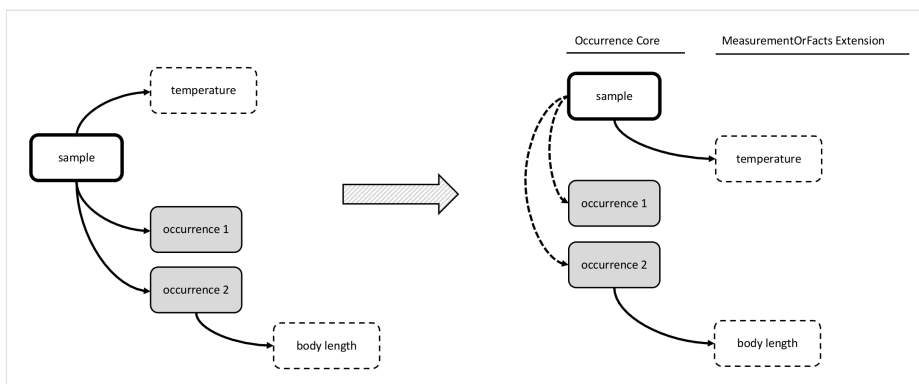 temperature
sample
occurrence 1
occurrence 2
body length
Occurrence Core
MeasurementOrFacts Extension
sample
temperature
occurrence 1
occurrence 2
body length